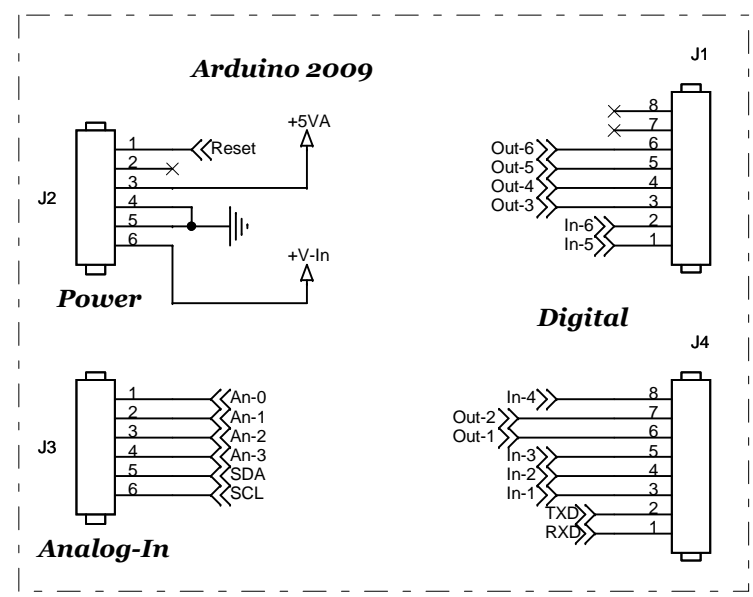 Arduino 2009
J2
1 Reset
2
3 +5VA
4
5
6 +V-In
Power
J1
8
7
Out-6 6
Out-5 5
Out-4 4
Out-3 3
In-6 2
In-5 1
Digital
J3
1 An-0
2 An-1
3 An-2
4 An-3
5 SDA
6 SCL
Analog-In
J4
In-4 8
Out-2 7
Out-1 6
In-3 5
In-2 4
In-1 3
TXD 2
RXD 1